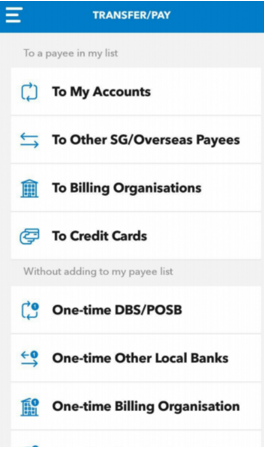 TRANSFER/PAY
To a payee in my list
To My Accounts
To Other SG/Overseas Payees
To Billing Organisations
To Credit Cards
Without adding to my payee list
One-time DBS/POSB
One-time Other Local Banks
One-time Billing Organisation